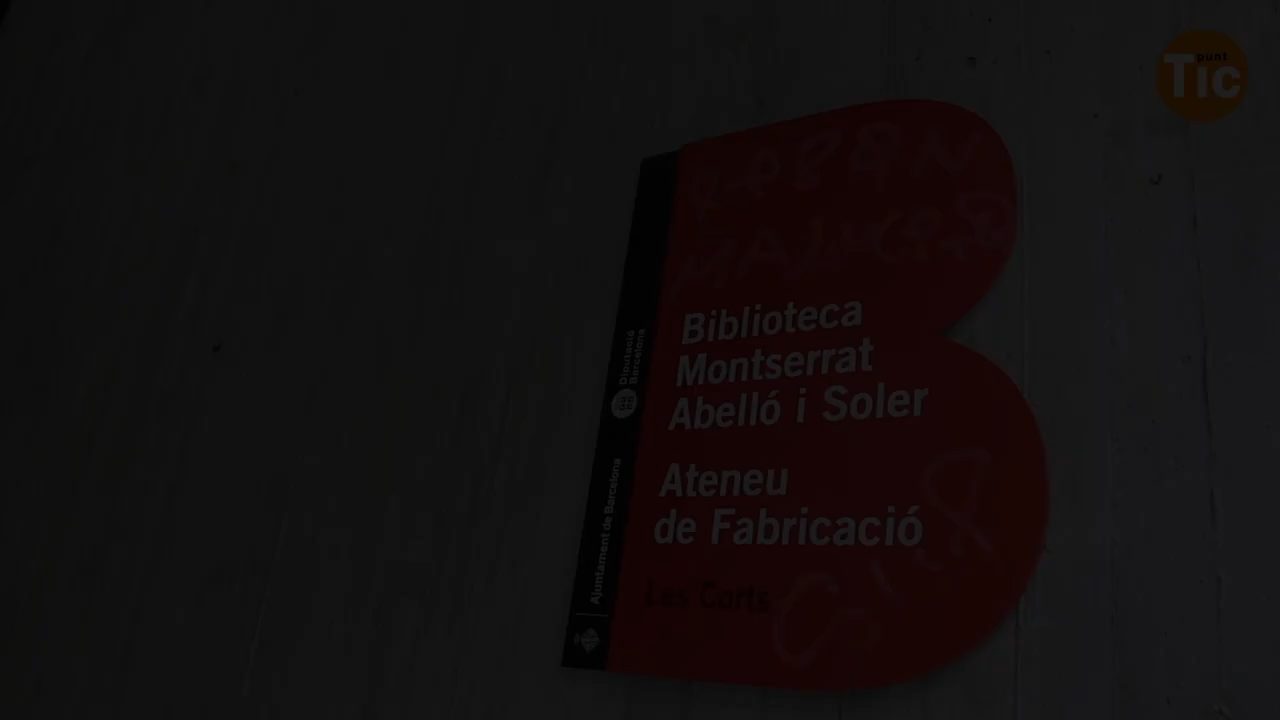 punt
Tic
Biblioteca
Montserrat
Abelló i Soler
Ateneu
de Fabricació
Les Corts
Diputació
Barcelona
Ajuntament de Barcelona